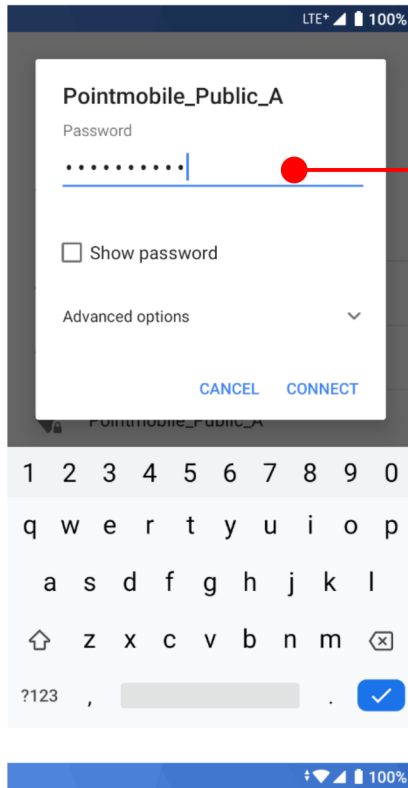 LTE+ 100%
Pointmobile_Public_A
Password
••••••••••
Show password
Advanced options
CANCEL CONNECT
Pointmobile_Public_A
1 2 3 4 5 6 7 8 9 0
q w e r t y u i o p
a s d f g h j k l
z x c v b n m
?123 , .
100%